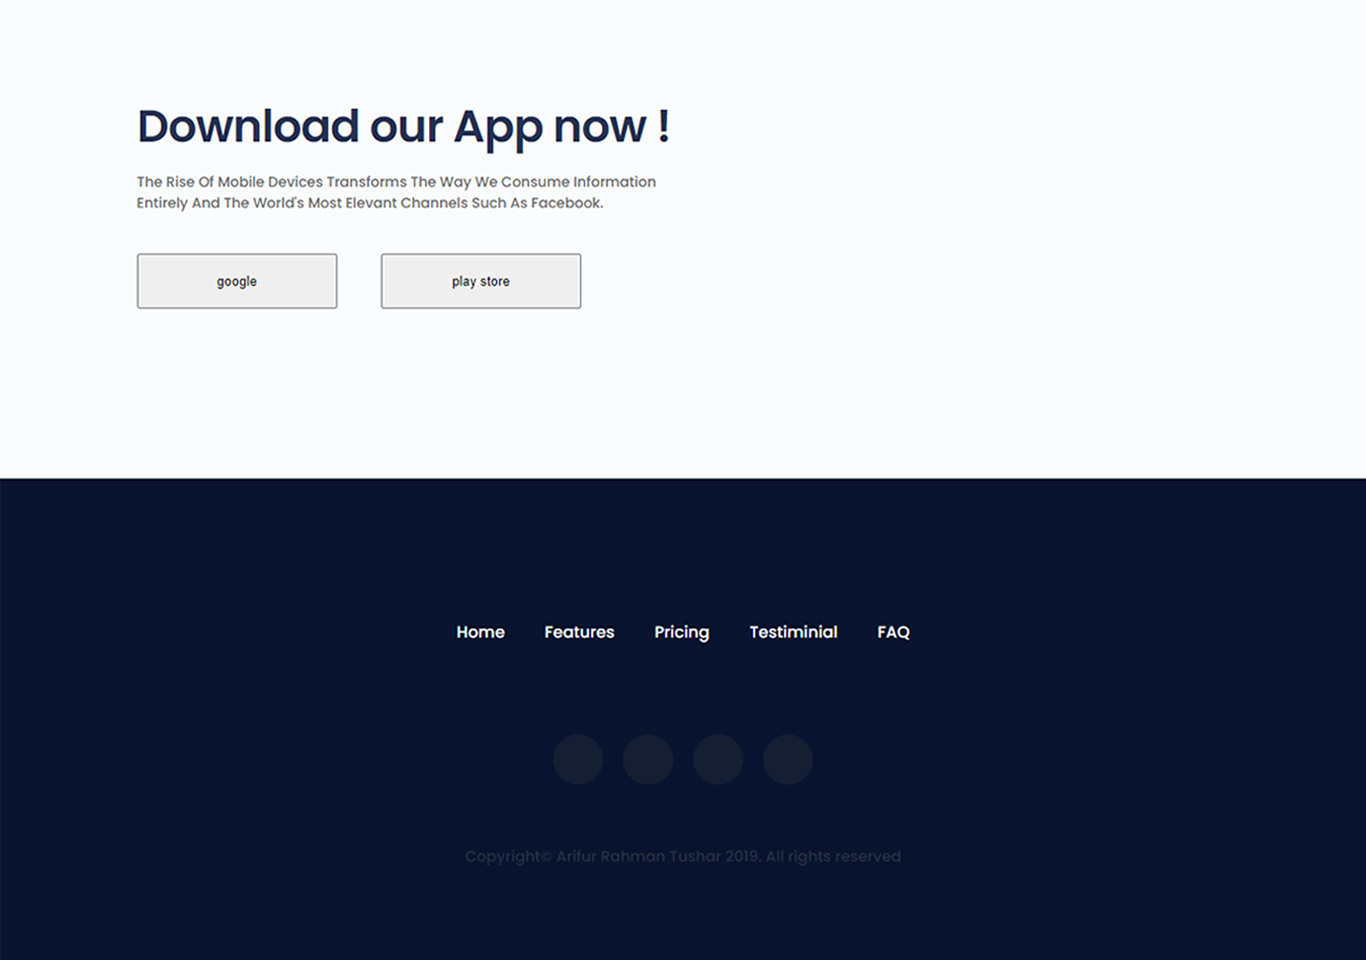 Download our App now !
The Rise Of Mobile Devices Transforms The Way We Consume Information
Entirely And The World's Most Elevant Channels Such As Facebook.
google play store
Home Features Pricing Testiminial FAQ
Copyright© Arifur Rahman Tushar 2019. All rights reserved